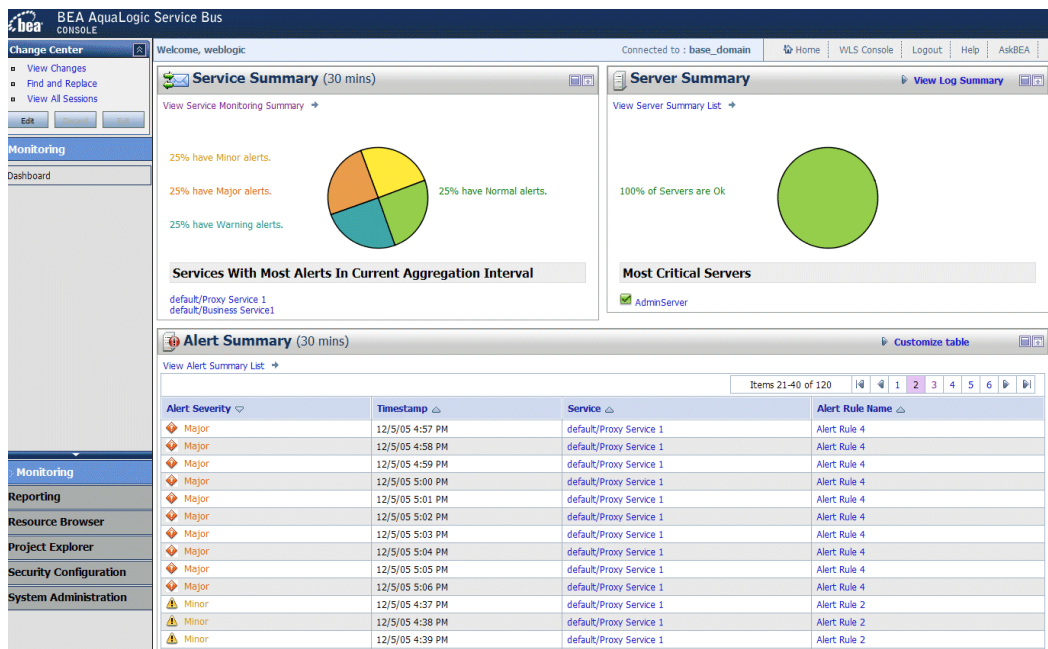 bea
BEA AquaLogic Service Bus
CONSOLE
Change Center
View Changes
Find and Replace
View All Sessions
Edit
Monitoring
Dashboard
Monitoring
Reporting
Resource Browser
Project Explorer
Security Configuration
System Administration
Welcome, weblogic
Connected to : base_domain
Home
WLS Console
Logout
Help
AskBEA
Service Summary (30 mins)
View Service Monitoring Summary
25% have Minor alerts.
25% have Major alerts.
25% have Warning alerts.
25% have Normal alerts.
Services With Most Alerts In Current Aggregation Interval
default/Proxy Service 1
default/Business Service1
Server Summary
View Log Summary
View Server Summary List
100% of Servers are Ok
Most Critical Servers
AdminServer
Alert Summary (30 mins)
Customize table
View Alert Summary List
Items 21-40 of 120 1 2 3 4 5 6
Alert Severity Timestamp Service Alert Rule Name
Major 12/5/05 4:57 PM default/Proxy Service 1 Alert Rule 4
Major 12/5/05 4:58 PM default/Proxy Service 1 Alert Rule 4
Major 12/5/05 4:59 PM default/Proxy Service 1 Alert Rule 4
Major 12/5/05 5:00 PM default/Proxy Service 1 Alert Rule 4
Major 12/5/05 5:01 PM default/Proxy Service 1 Alert Rule 4
Major 12/5/05 5:02 PM default/Proxy Service 1 Alert Rule 4
Major 12/5/05 5:03 PM default/Proxy Service 1 Alert Rule 4
Major 12/5/05 5:04 PM default/Proxy Service 1 Alert Rule 4
Major 12/5/05 5:05 PM default/Proxy Service 1 Alert Rule 4
Major 12/5/05 5:06 PM default/Proxy Service 1 Alert Rule 4
Minor 12/5/05 4:37 PM default/Proxy Service 1 Alert Rule 2
Minor 12/5/05 4:38 PM default/Proxy Service 1 Alert Rule 2
Minor 12/5/05 4:39 PM default/Proxy Service 1 Alert Rule 2